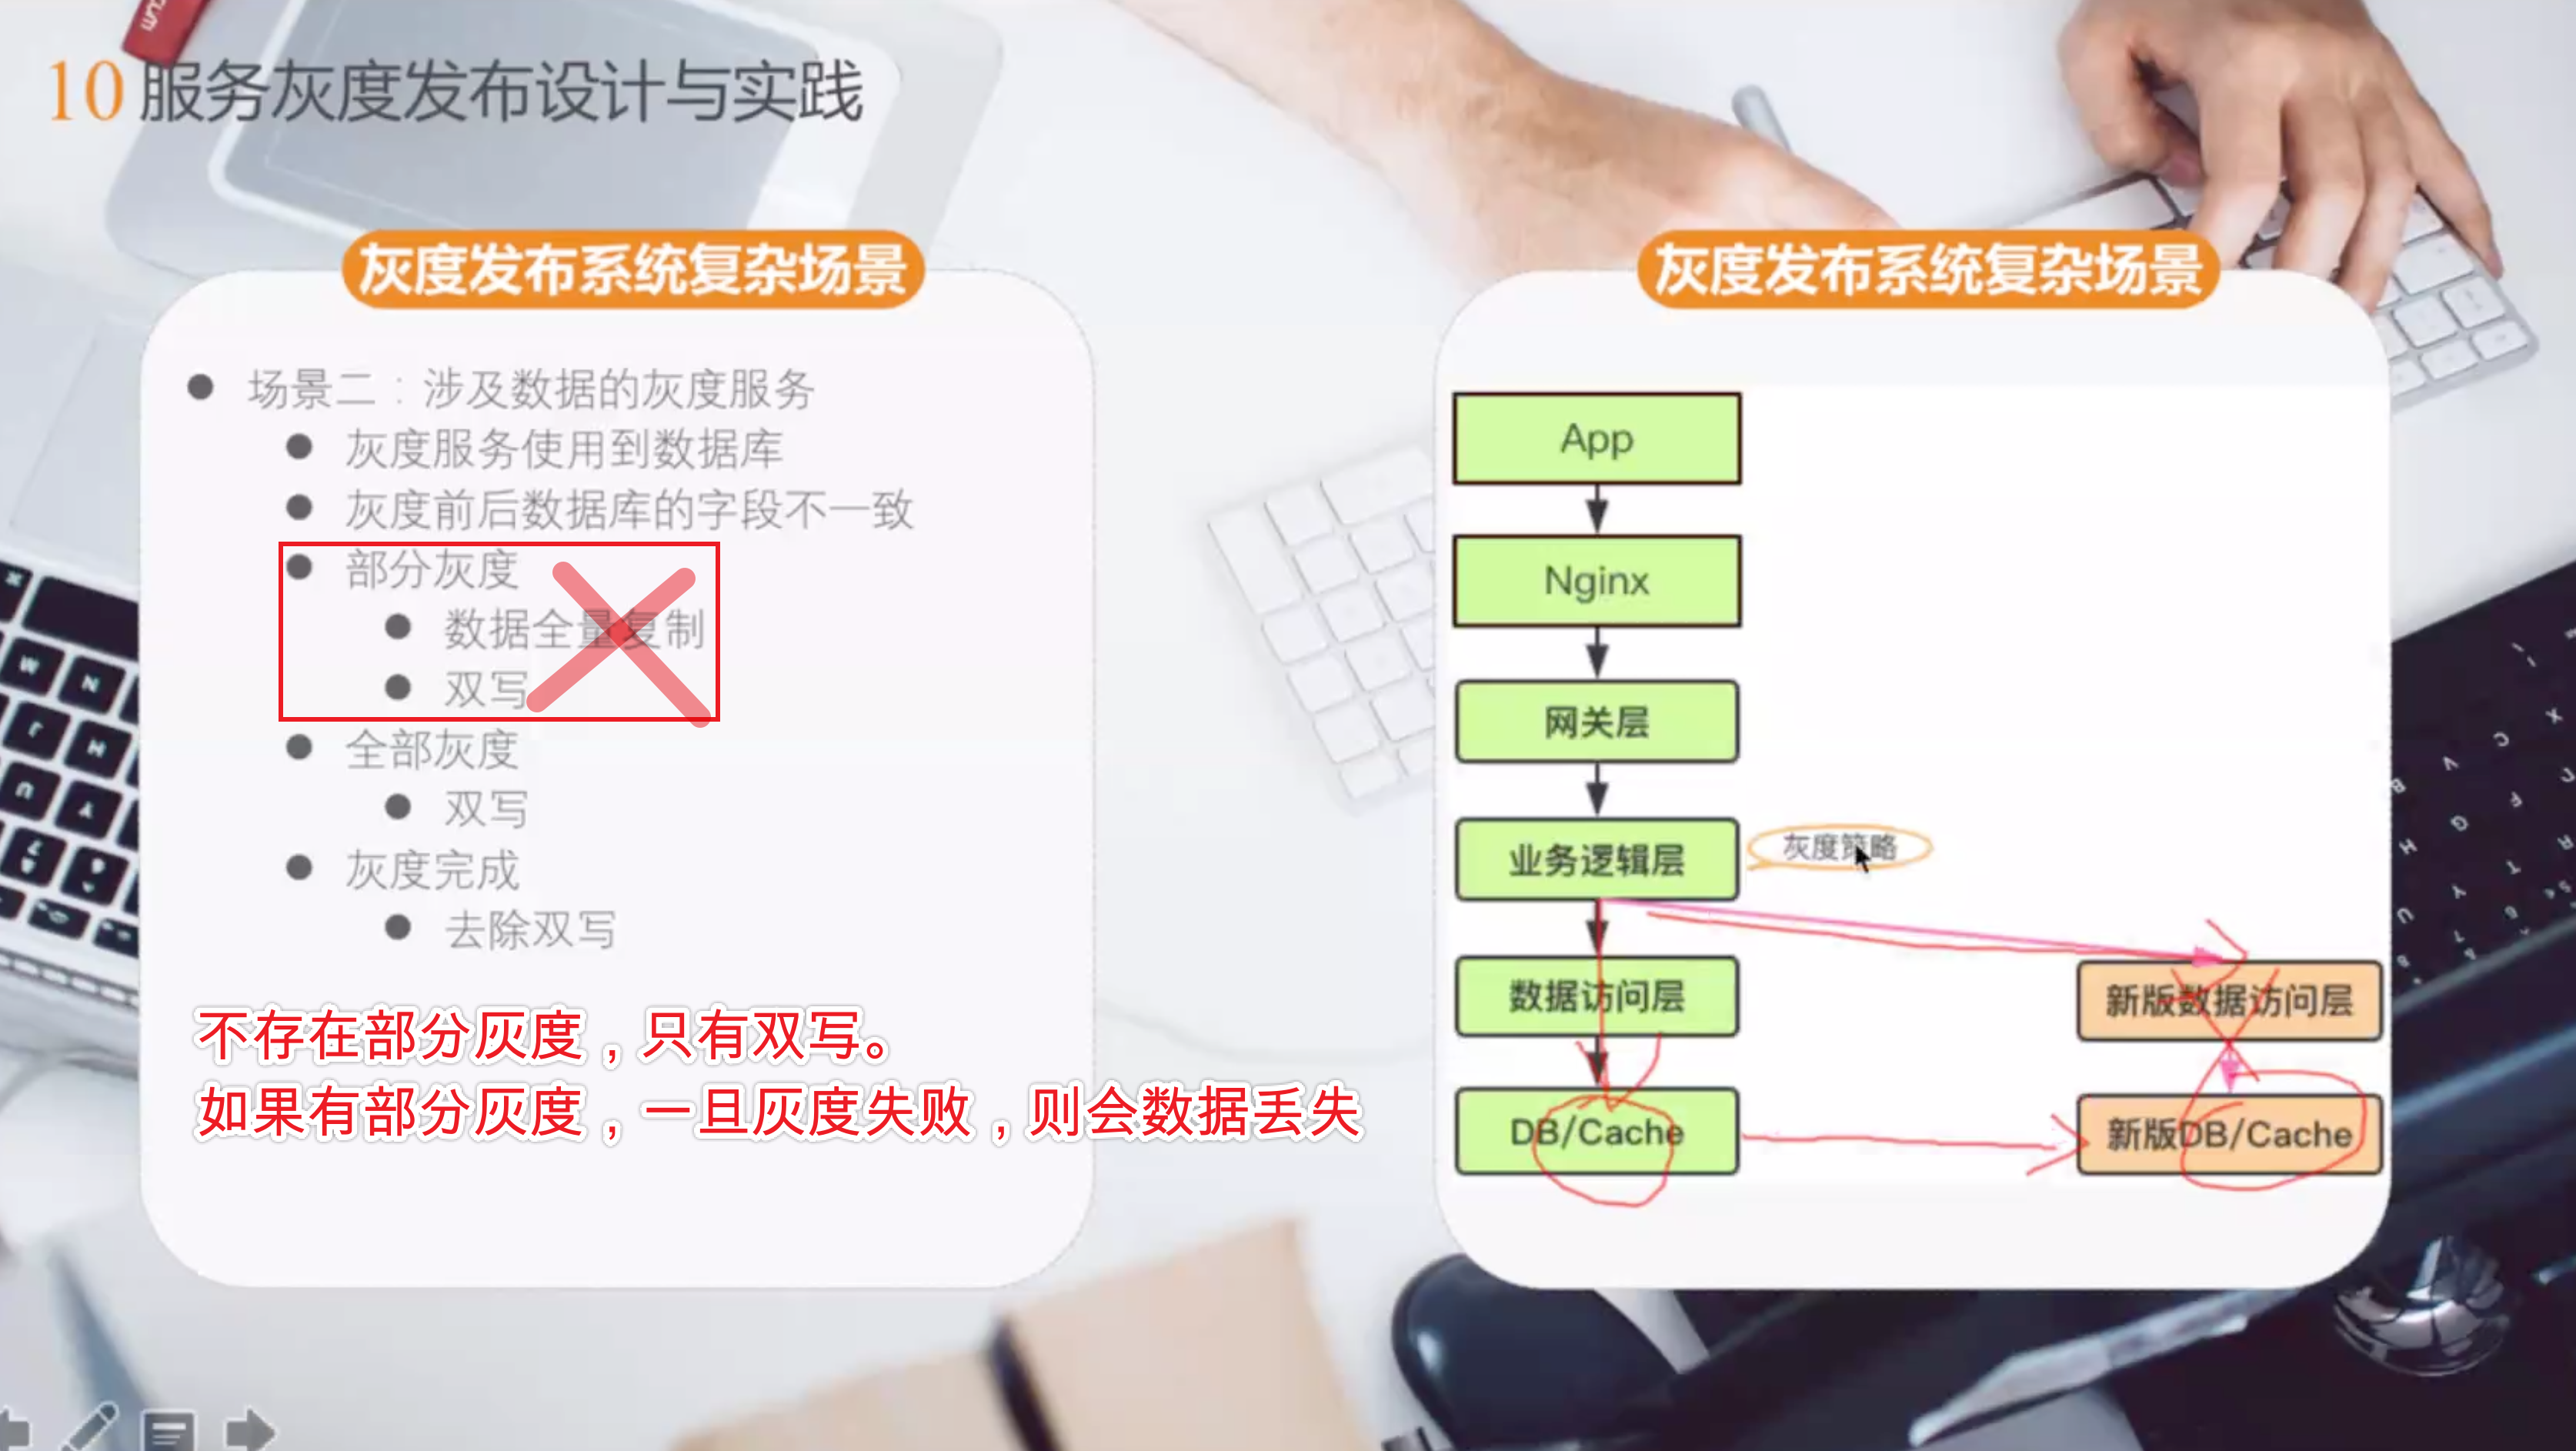 10 服务灰度发布设计与实践
灰度发布系统复杂场景
场景二：涉及数据的灰度服务
灰度服务使用到数据库
灰度前后数据库的字段不一致
部分灰度
数据全量复制
双写
全部灰度
双写
灰度完成
去除双写
不存在部分灰度，只有双写。
如果有部分灰度，一旦灰度失败，则会数据丢失
灰度发布系统复杂场景
App
Nginx
网关层
业务逻辑层
灰度策略
数据访问层
新版数据访问层
DB/Cache
新版DB/Cache